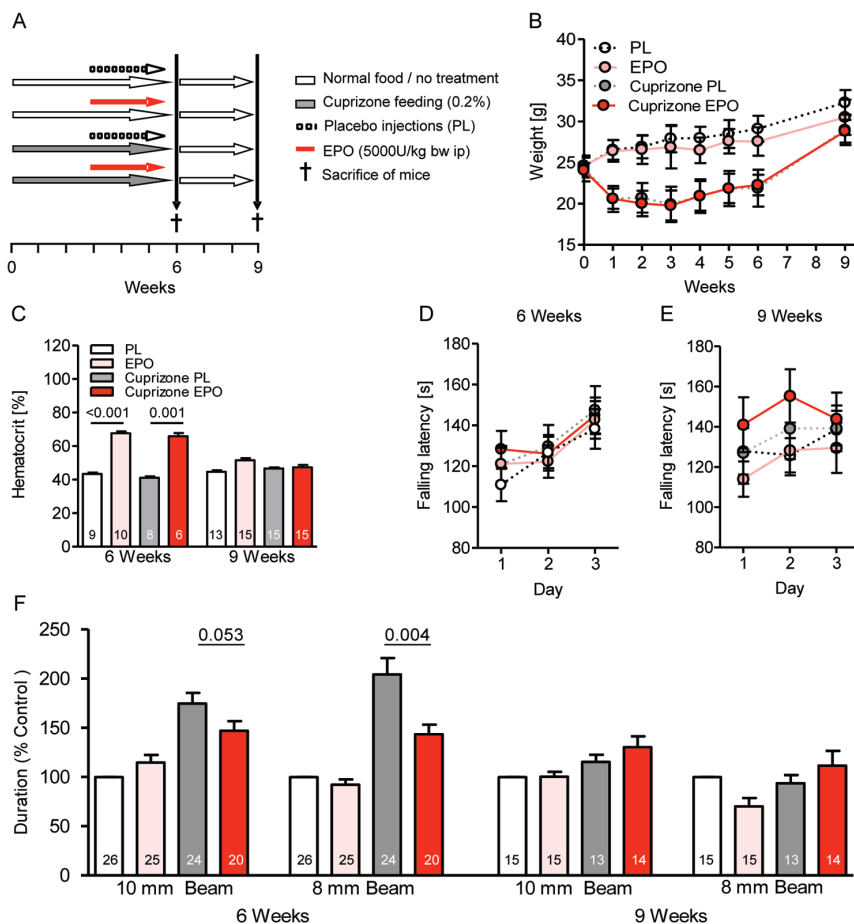 A
Normal food / no treatment
Cuprizone feeding (0.2%)
Placebo injections (PL)
EPO (5000U/kg bw ip)
Sacrifice of mice
0 6 9
Weeks
B
PL
EPO
Cuprizone PL
Cuprizone EPO
Weight [g]
40
35
30
25
20
15
0 1 2 3 4 5 6 7 8 9
Weeks
C
PL
EPO
Cuprizone PL
Cuprizone EPO
Hematocrit [%]
120
100
80
60
40
20
0
<0.001 0.001
9 10 8 6 13 15 15 15
6 Weeks 9 Weeks
D 6 Weeks
Falling latency [s]
180
160
140
120
100
80
1 2 3
Day
E 9 Weeks
Falling latency [s]
180
160
140
120
100
80
1 2 3
Day
F
Duration (% Control )
250
200
150
100
50
0
0.053 0.004
26 25 24 20 26 25 24 20 15 15 13 14 15 15 13 14
10 mm Beam 8 mm Beam 10 mm Beam 8 mm Beam
6 Weeks 9 Weeks